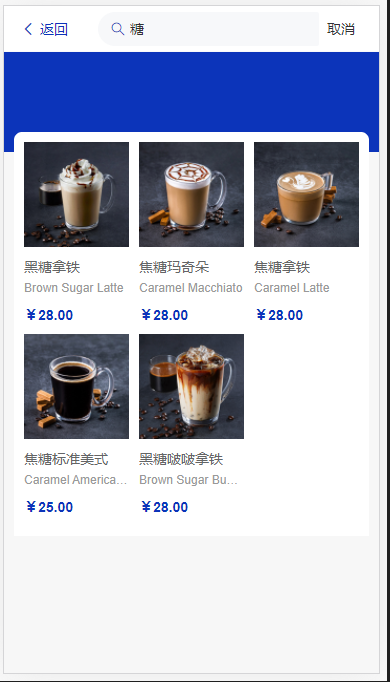 返回
糖
取消
黑糖拿铁
Brown Sugar Latte
¥28.00
焦糖玛奇朵
Caramel Macchiato
¥28.00
焦糖拿铁
Caramel Latte
¥28.00
焦糖标准美式
Caramel America...
¥25.00
黑糖啵啵拿铁
Brown Sugar Bu...
¥28.00